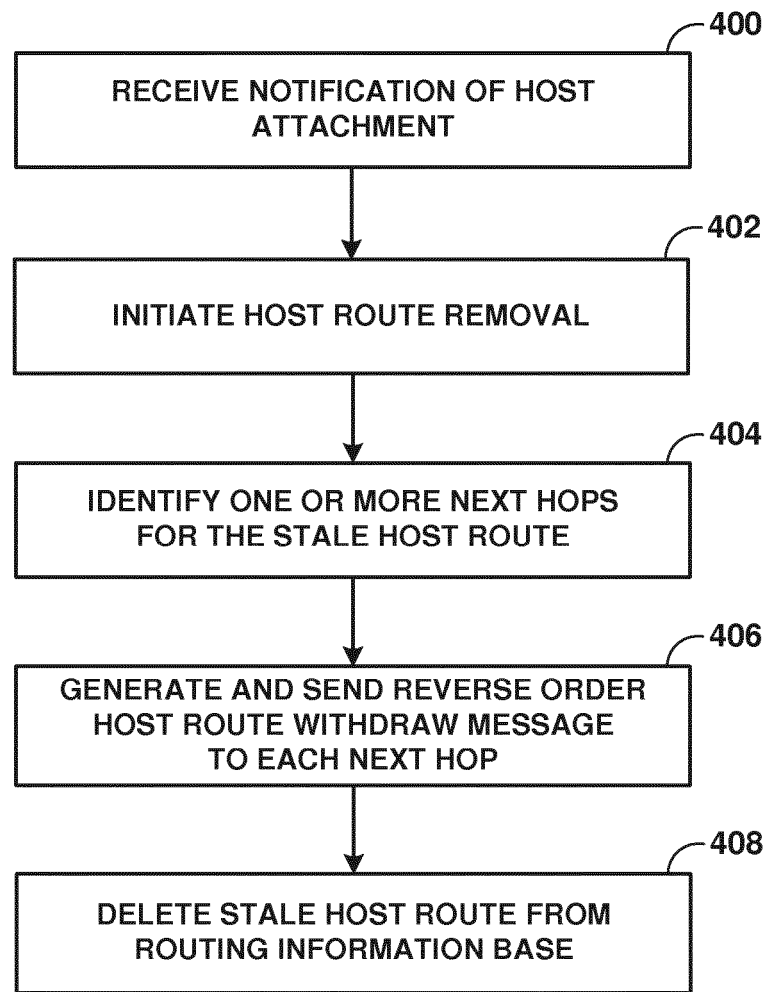 400
RECEIVE NOTIFICATION OF HOST
ATTACHMENT
402
INITIATE HOST ROUTE REMOVAL
404
IDENTIFY ONE OR MORE NEXT HOPS
FOR THE STALE HOST ROUTE
406
GENERATE AND SEND REVERSE ORDER
HOST ROUTE WITHDRAW MESSAGE
TO EACH NEXT HOP
408
DELETE STALE HOST ROUTE FROM
ROUTING INFORMATION BASE